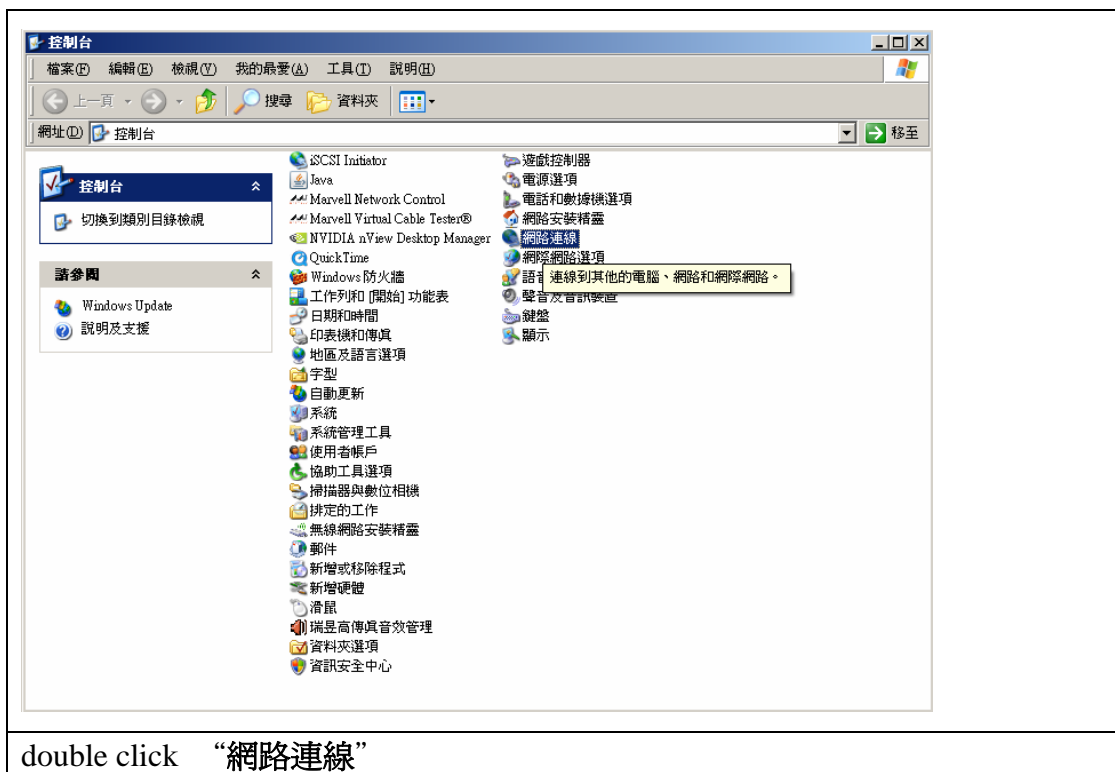 控制台
檔案(F) 編輯(E) 檢視(V) 我的最愛(A) 工具(T) 說明(H)
上一頁 搜尋 資料夾
網址(D) 控制台 移至
控制台
切換到類別目錄檢視
請參閱
Windows Update
說明及支援
iSCSI Initiator
Java
Marvell Network Control
Marvell Virtual Cable Tester®
NVIDIA nView Desktop Manager
QuickTime
Windows 防火牆
工作列和 [開始] 功能表
日期和時間
印表機和傳真
地區及語言選項
字型
自動更新
系統
系統管理工具
使用者帳戶
協助工具選項
掃描器與數位相機
排定的工作
無線網路安裝精靈
郵件
新增或移除程式
新增硬體
滑鼠
瑞昱高傳真音效管理
資料夾選項
資訊安全中心
遊戲控制器
電源選項
電話和數據機選項
網路安裝精靈
網路連線
網際網路選項
語音
連線到其他的電腦、網路和網際網路。
聲音及音訊裝置
鍵盤
顯示
double click “網路連線”